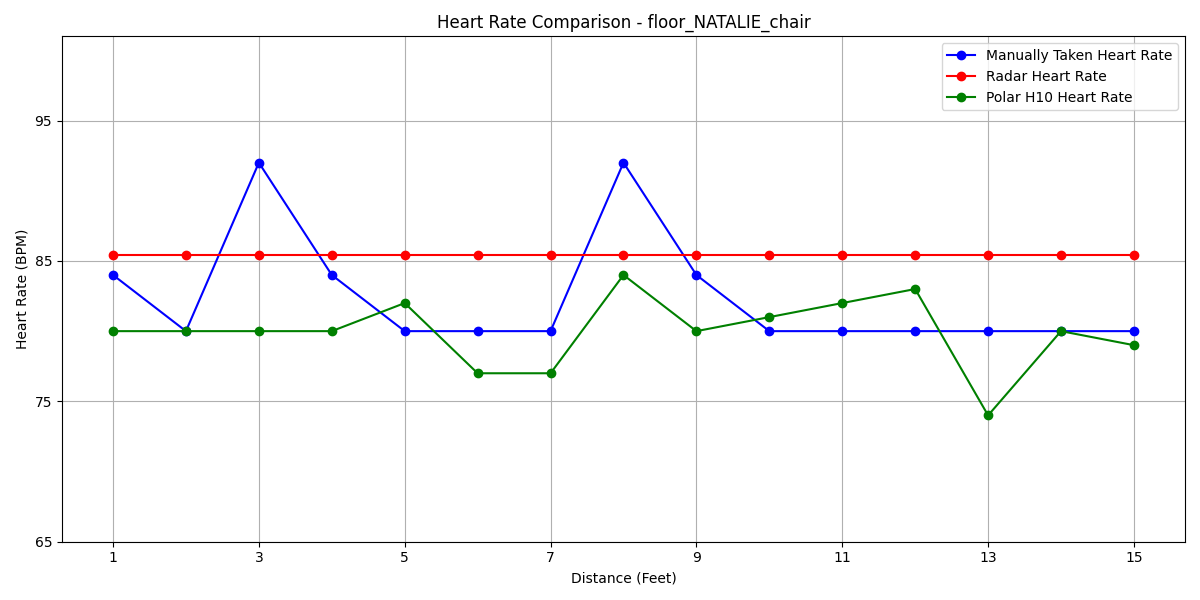 Heart Rate Comparison - floor_NATALIE_chair
Manually Taken Heart Rate
Radar Heart Rate
Polar H10 Heart Rate
95
85
75
65
Heart Rate (BPM)
1 3 5 7 9 11 13 15
Distance (Feet)